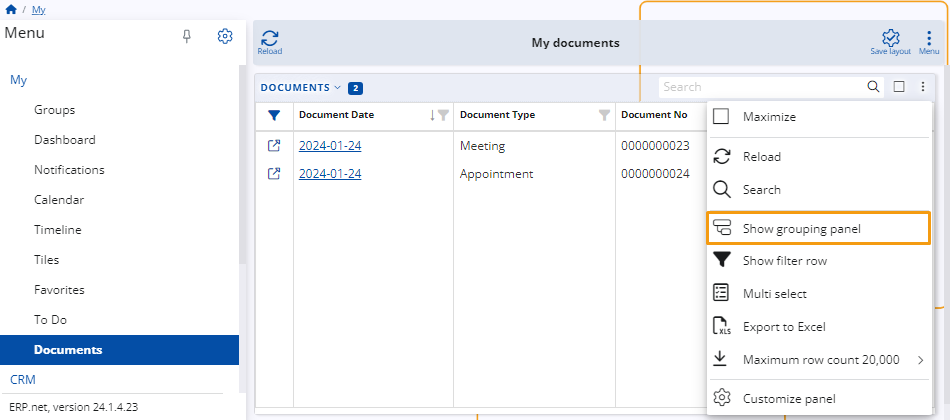 / My
Menu
My
Groups
Dashboard
Notifications
Calendar
Timeline
Tiles
Favorites
To Do
Documents
CRM
ERP.net, version 24.1.4.23
Reload
My documents
Save layout
Menu
DOCUMENTS 2
Search
Document Date Document Type Document No
2024-01-24 Meeting 0000000023
2024-01-24 Appointment 0000000024
Maximize
Reload
Search
Show grouping panel
Show filter row
Multi select
XLS Export to Excel
Maximum row count 20,000
Customize panel